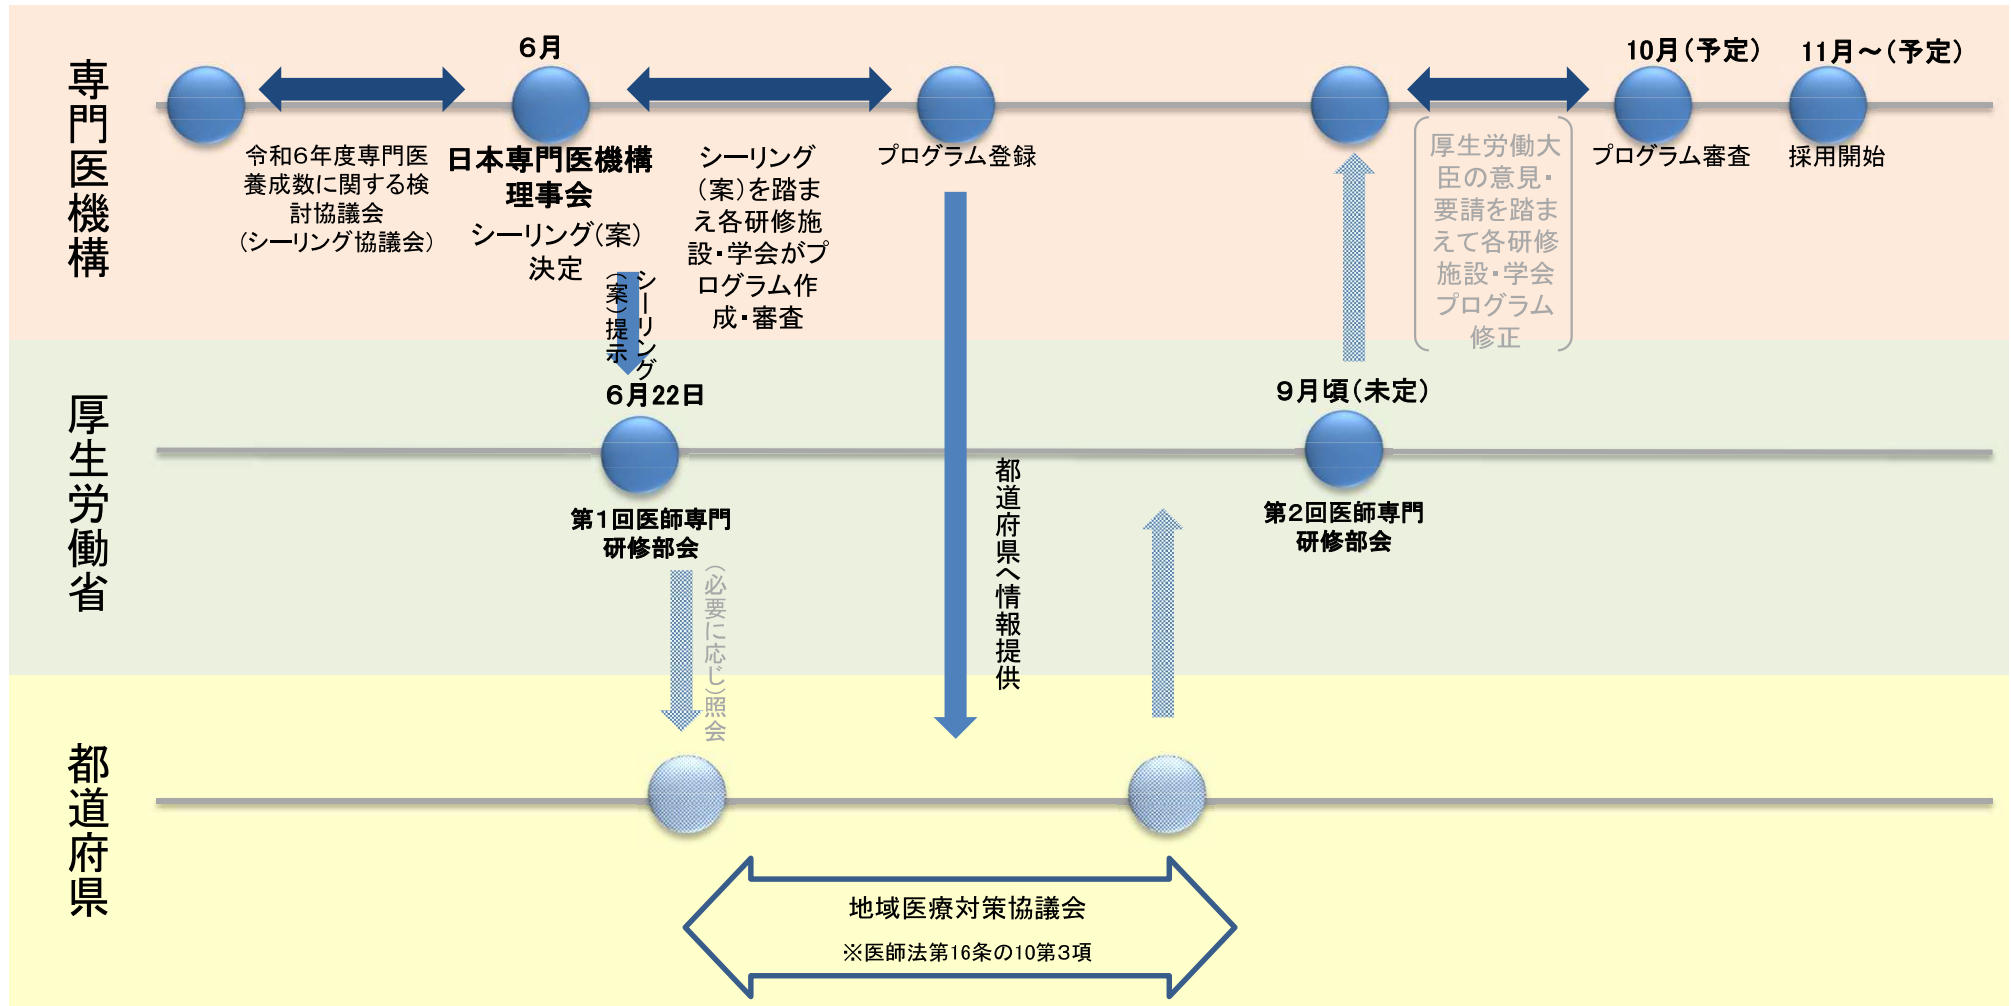 専門医機構
6月
10月(予定)
11月～(予定)
令和6年度専門医
養成数に関する検
討協議会
(シーリング協議会)
日本専門医機構
理事会
シーリング(案)
決定
シーリング
(案)を踏ま
え各研修施
設・学会がプ
ログラム作
成・審査
プログラム登録
厚生労働大
臣の意見・
要請を踏ま
えて各研修
施設・学会
プログラム
修正
プログラム審査
採用開始
シーリング
(案)提示
厚生労働省
6月22日
第1回医師専門
研修部会
(必要に応じ)照会
都道府県へ情報提供
9月頃(未定)
第2回医師専門
研修部会
都道府県
地域医療対策協議会
※医師法第16条の10第3項